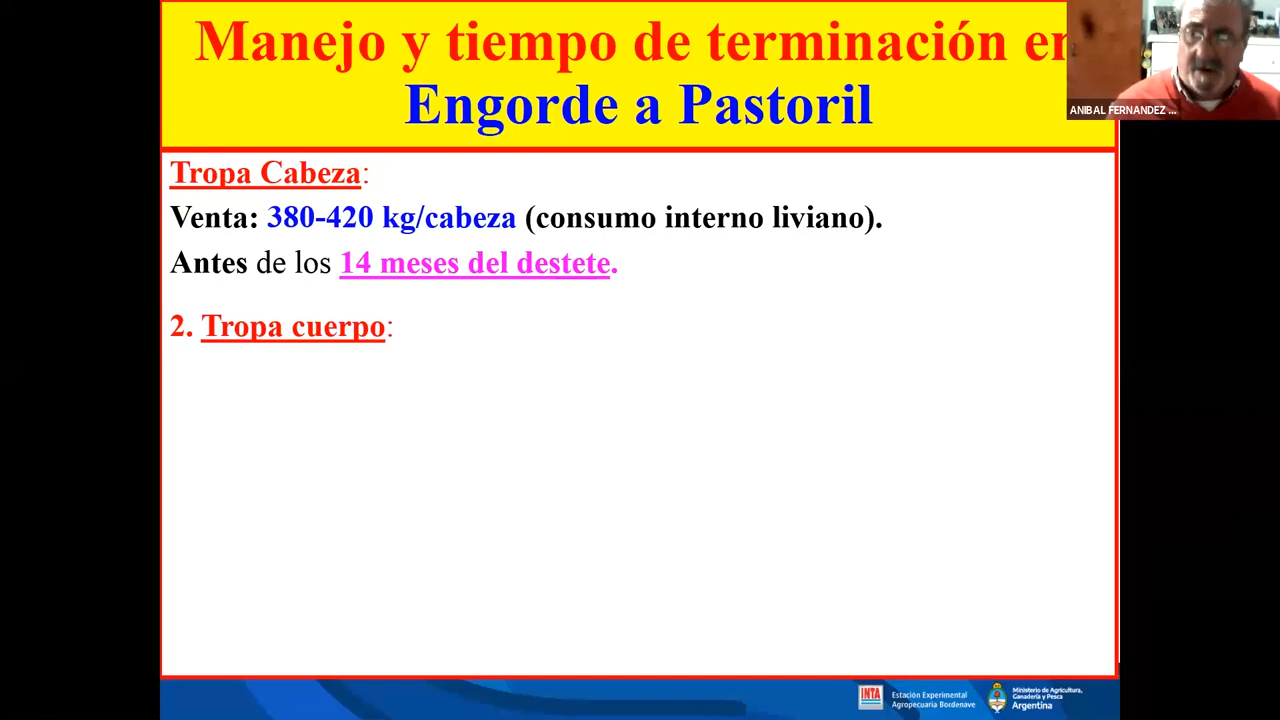 Manejo y tiempo de terminación en
Engorde a Pastoril
ANIBAL FERNANDEZ ...
Tropa Cabeza:
Venta: 380-420 kg/cabeza (consumo interno liviano).
Antes de los 14 meses del destete.
2. Tropa cuerpo:
INTA
Estación Experimental
Agropecuaria Bordenave
Ministerio de Agricultura,
Ganadería y Pesca
Argentina